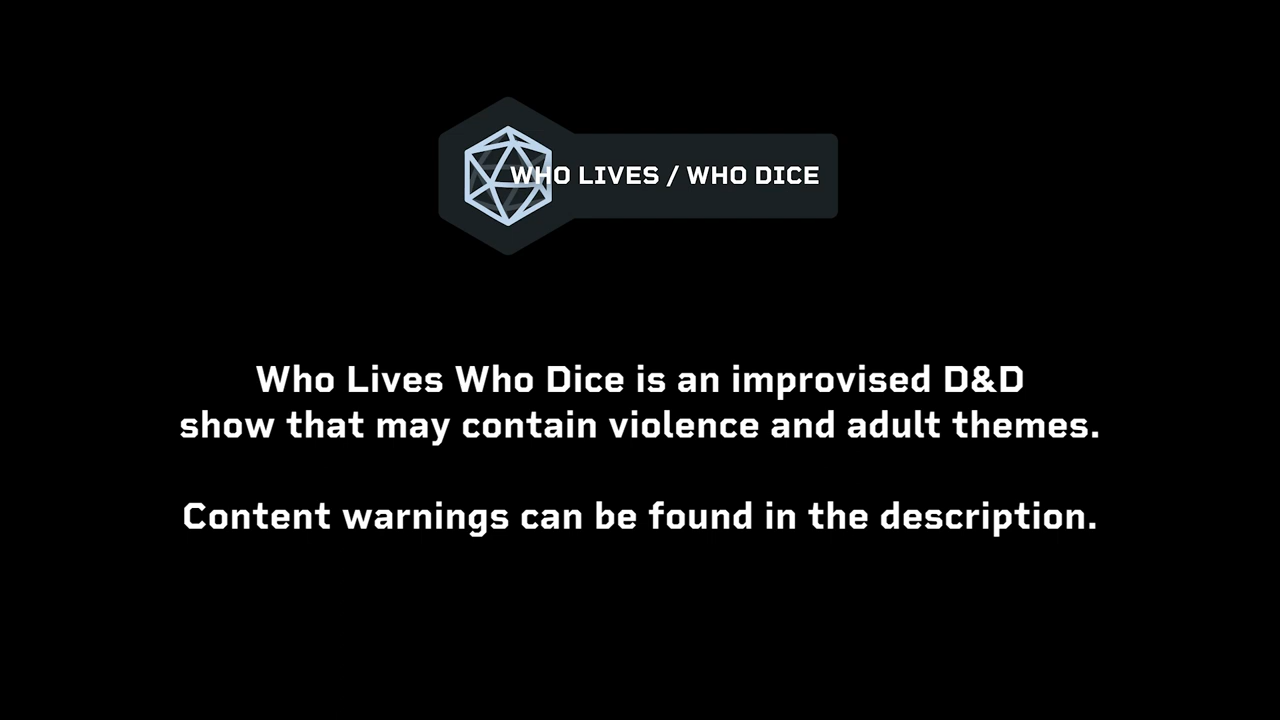 WHO LIVES / WHO DICE
Who Lives Who Dice is an improvised D&D
show that may contain violence and adult themes.
Content warnings can be found in the description.